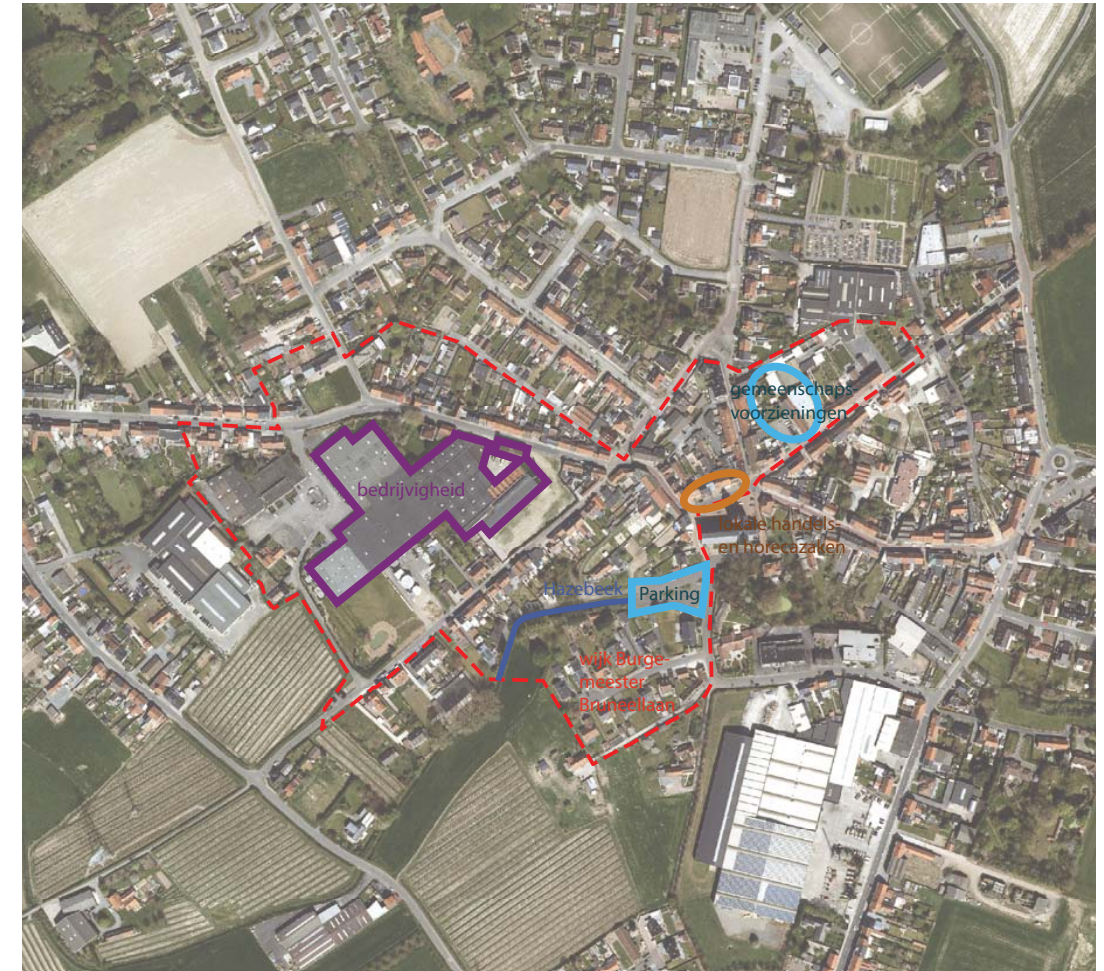 gemeenschaps-
voorzieningen
bedrijvigheid
lokale handels-
en horecazaken
Hazebeek
Parking
wijk Burge-
meester
Bruneellaan